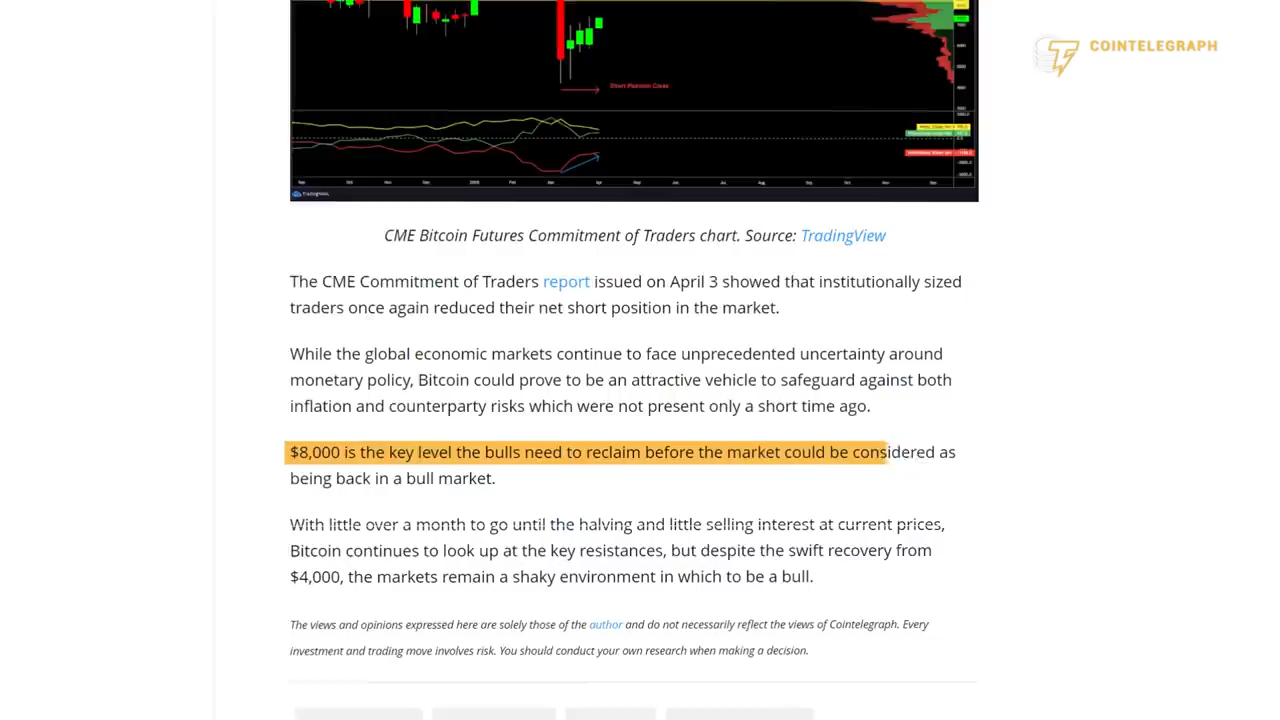 COINTELEGRAPH
Short Position Closes
TradingView
CME Bitcoin Futures Commitment of Traders chart. Source: TradingView
The CME Commitment of Traders report issued on April 3 showed that institutionally sized
traders once again reduced their net short position in the market.
While the global economic markets continue to face unprecedented uncertainty around
monetary policy, Bitcoin could prove to be an attractive vehicle to safeguard against both
inflation and counterparty risks which were not present only a short time ago.
$8,000 is the key level the bulls need to reclaim before the market could be considered as
being back in a bull market.
With little over a month to go until the halving and little selling interest at current prices,
Bitcoin continues to look up at the key resistances, but despite the swift recovery from
$4,000, the markets remain a shaky environment in which to be a bull.
The views and opinions expressed here are solely those of the author and do not necessarily reflect the views of Cointelegraph. Every
investment and trading move involves risk. You should conduct your own research when making a decision.